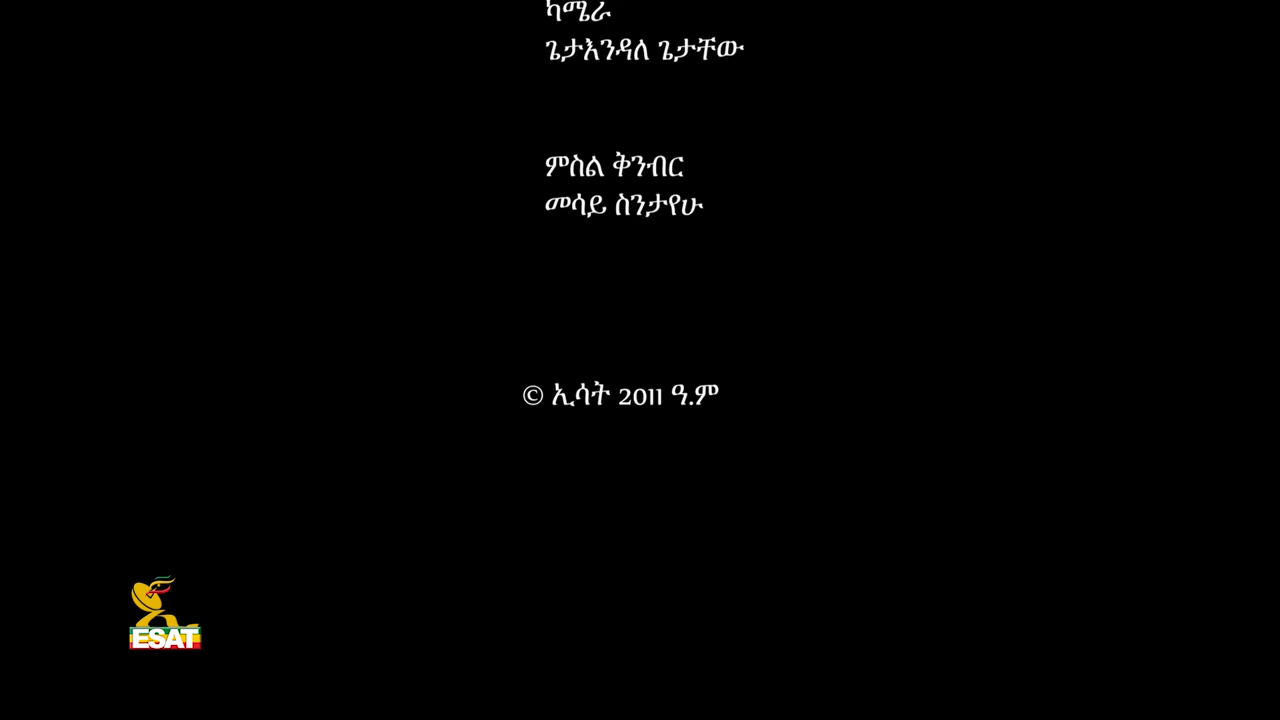 ካሜራ
ጌታእንዳለ ጌታቸው
ምስል ቅንብር
መሳይ ስንታየሁ
© ኢሳት 2011 ዓ.ም
ESAT